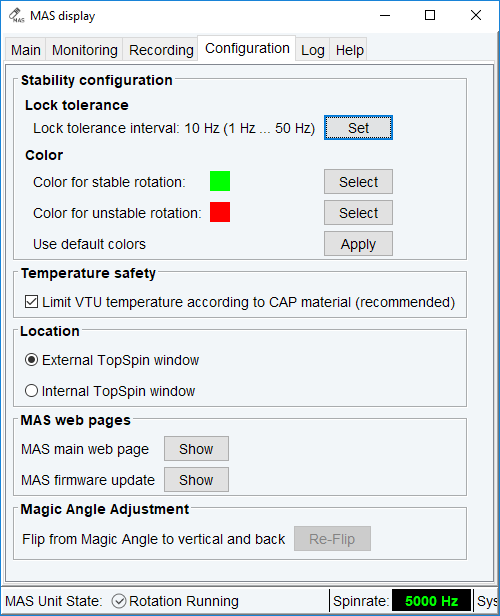 MAS display
MAS
Main Monitoring Recording Configuration Log Help
Stability configuration
Lock tolerance
Lock tolerance interval: 10 Hz (1 Hz ... 50 Hz) Set
Color
Color for stable rotation: Select
Color for unstable rotation: Select
Use default colors Apply
Temperature safety
Limit VTU temperature according to CAP material (recommended)
Location
External TopSpin window
Internal TopSpin window
MAS web pages
MAS main web page Show
MAS firmware update Show
Magic Angle Adjustment
Flip from Magic Angle to vertical and back Re-Flip
MAS Unit State: Rotation Running Spinrate: 5000 Hz Sys